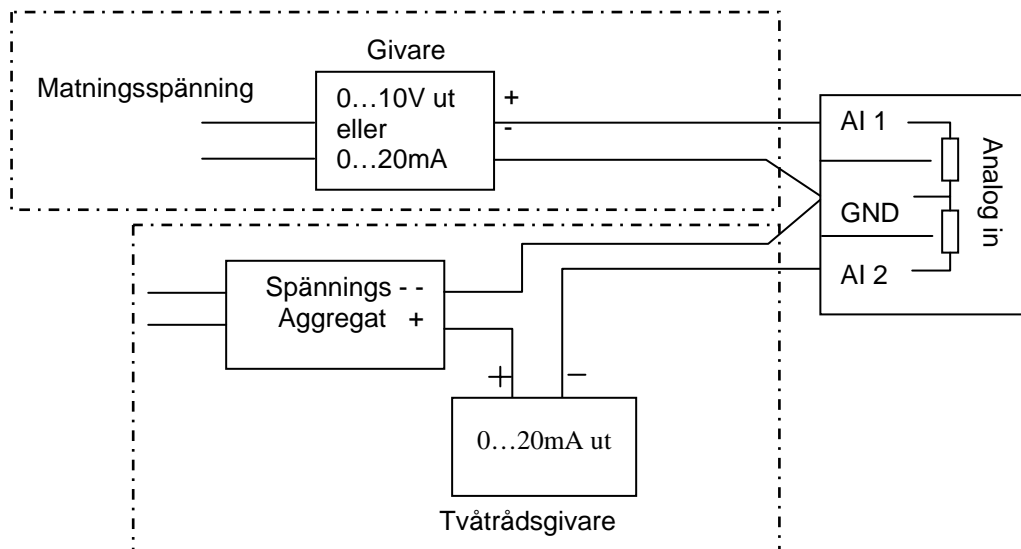 Givare
Matningsspänning
0...10V ut
eller
0...20mA
+
-
AI 1
GND
AI 2
Analog in
Spännings - -
Aggregat +
+
−
0...20mA ut
Tvåtrådsgivare